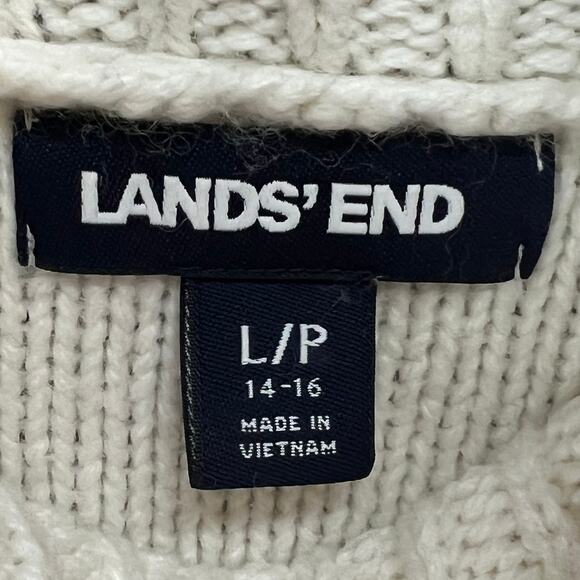 LANDS' END
L/P
14-16
MADE IN
VIETNAM